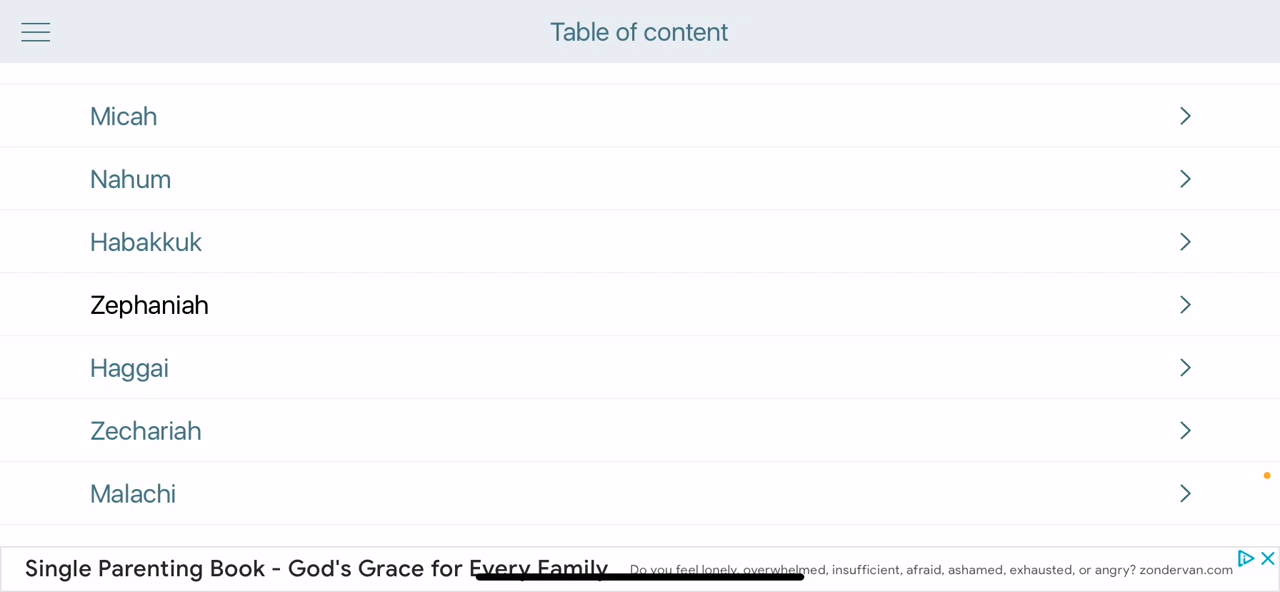 Table of content
Micah
Nahum
Habakkuk
Zephaniah
Haggai
Zechariah
Malachi
Single Parenting Book - God's Grace for Every Family Do you feel lonely, overwhelmed, insufficient, afraid, ashamed, exhausted, or angry? zondervan.com